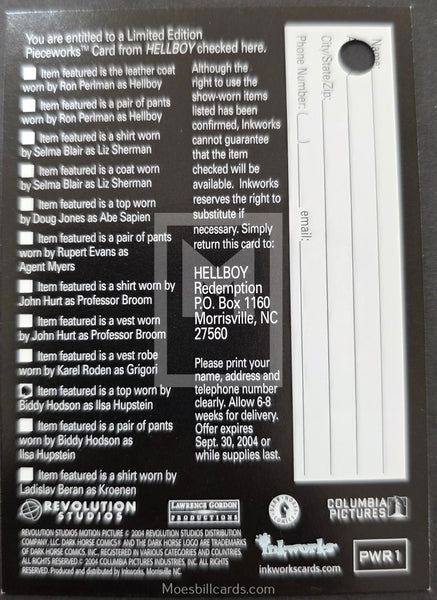 You are entitled to a Limited Edition
Pieceworks™ Card from HELLBOY checked here.
Item featured is the leather coat
worn by Ron Perlman as Hellboy
Item featured is a pair of pants
worn by Ron Perlman as Hellboy
Item featured is a shirt worn
by Selma Blair as Liz Sherman
Item featured is a coat worn
by Selma Blair as Liz Sherman
Item featured is a top worn
by Doug Jones as Abe Sapien
Item featured is a pair of pants
worn by Rupert Evans as
Agent Myers
Item featured is a shirt worn by
John Hurt as Professor Broom
Item featured is a vest worn
by John Hurt as Professor Broom
Item featured is a vest robe
worn by Karel Roden as Grigori
Item featured is a top worn by
Biddy Hodson as Ilsa Hupstein
Item featured is a pair of pants
worn by Biddy Hodson as
Ilsa Hupstein
Item featured is a shirt worn by
Ladislav Beran as Kroenen
Although the
right to use the
show-worn items
listed has been
confirmed, Inkworks
cannot guarantee
that the item
checked will be
available. Inkworks
reserves the right to
substitute if
necessary. Simply
return this card to:
HELLBOY
Redemption
P.O. Box 1160
Morrisville, NC
27560
Please print your
name, address and
telephone number
clearly. Allow 6-8
weeks for delivery.
Offer expires
Sept. 30, 2004 or
while supplies last.
Name:
City/State/Zip:
Phone Number: ( )
email:
REVOLUTION
STUDIOS
LAWRENCE GORDON
PRODUCTIONS
COLUMBIA
PICTURES
REVOLUTION STUDIOS MOTION PICTURE © 2004 REVOLUTION STUDIOS DISTRIBUTION
COMPANY, LLC. DARK HORSE COMICS® AND THE DARK HORSE LOGO ARE TRADEMARKS
OF DARK HORSE COMICS, INC. REGISTERED IN VARIOUS CATEGORIES AND COUNTRIES.
ALL RIGHTS RESERVED. © 2004 COLUMBIA PICTURES INDUSTRIES, INC. ALL RIGHTS
RESERVED. Produced and distributed by Inkworks, Morrisville NC
inkworks
inkworkscards.com
PWR1
Moesbillcards.com